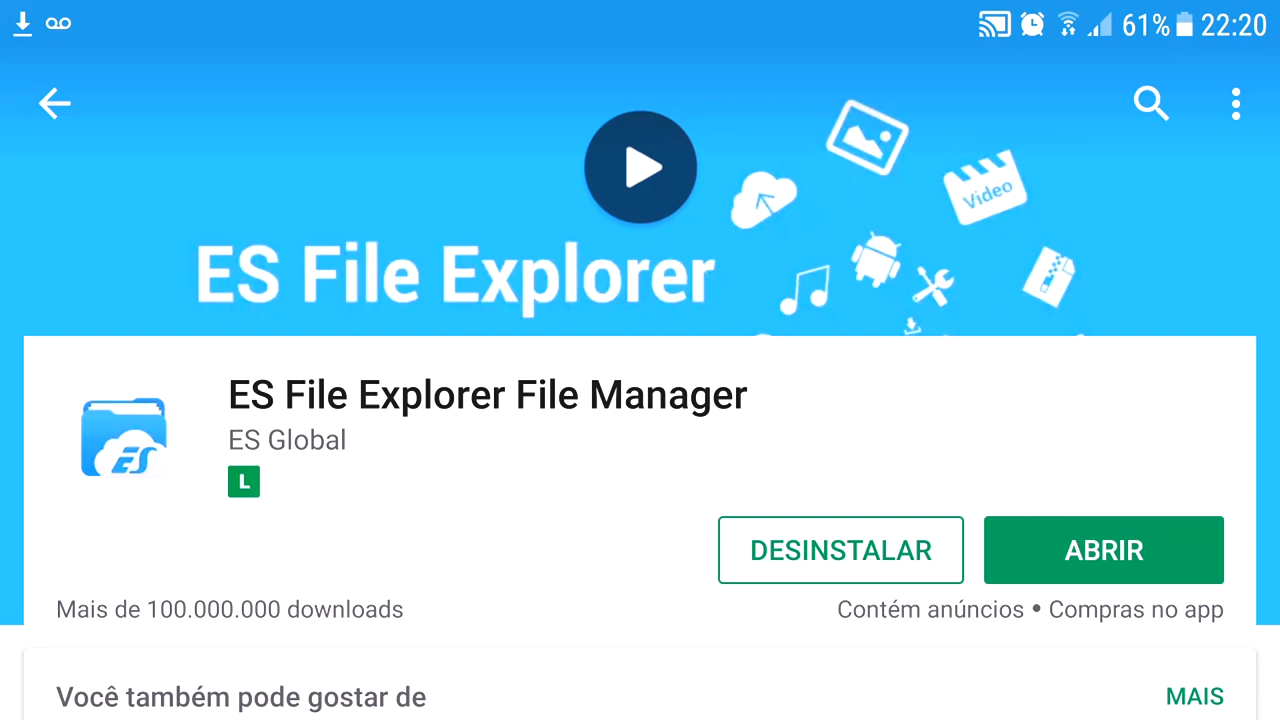 61% 22:20
Video
ES File Explorer
ES File Explorer File Manager
ES Global
ES
L
DESINSTALAR
ABRIR
Mais de 100.000.000 downloads
Contém anúncios • Compras no app
Você também pode gostar de
MAIS